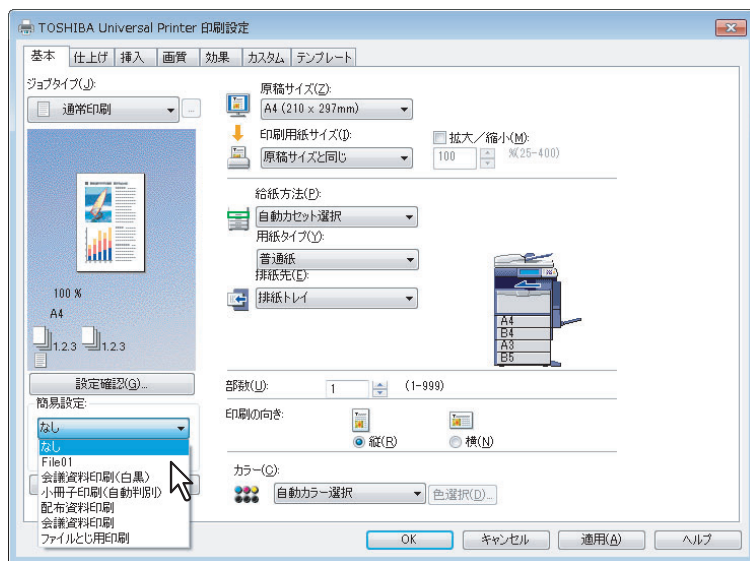 TOSHIBA Universal Printer 印刷設定
基本 仕上げ 挿入 画質 効果 カスタム テンプレート
ジョブタイプ(J):
通常印刷
...
100 %
A4
1.2.3 1.2.3
設定確認(G)...
簡易設定:
なし
なし
File01
会議資料印刷(白黒)
小冊子印刷(自動判別)
配布資料印刷
会議資料印刷
ファイルとじ用印刷
原稿サイズ(Z):
A4 (210 x 297mm)
印刷用紙サイズ(I):
原稿サイズと同じ
拡大/縮小(M):
100 %(25-400)
給紙方法(P):
自動カセット選択
用紙タイプ(Y):
普通紙
排紙先(E):
排紙トレイ
A4
B4
A3
B5
部数(U): 1 (1-999)
印刷の向き:
縦(R) 横(N)
カラー(C):
自動カラー選択 色選択(D)...
OK キャンセル 適用(A) ヘルプ